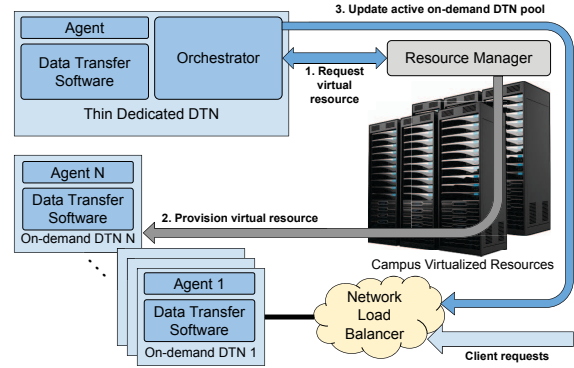 3. Update active on-demand DTN pool
Agent
Data Transfer
Software
Orchestrator
Thin Dedicated DTN
1. Request
virtual
resource
Resource Manager
Agent N
Data Transfer
Software
On-demand DTN N
2. Provision virtual resource
Campus Virtualized Resources
Agent 1
Data Transfer
Software
On-demand DTN 1
Network
Load
Balancer
Client requests